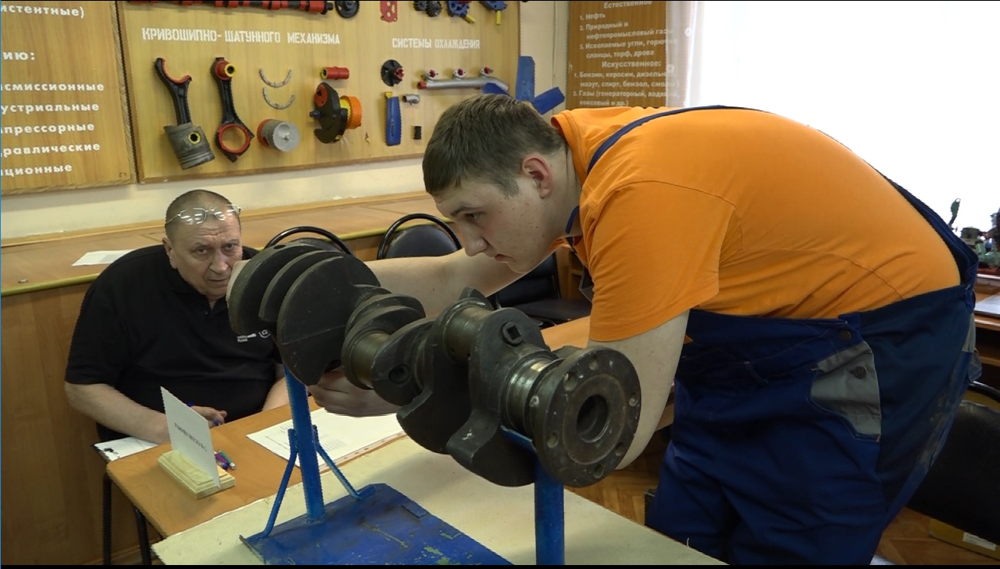 истентные)
ию:
смиссионные
устриальные
прессорные
равлические
ционные
КРИВОШИПНО-ШАТУННОГО МЕХАНИЗМА
СИСТЕМЫ ОХЛАЖДЕНИЯ
Естественное
1. Нефть
2. Природный и
нефтепромысловый газы
3. Ископаемые угли, горючие
сланцы, торф, дрова
Искусственное:
1. Бензин, керосин, дизельное
мазут, спирт, бензол, смолы)
2. Газы (генераторный, водяной
коксовый и др.)